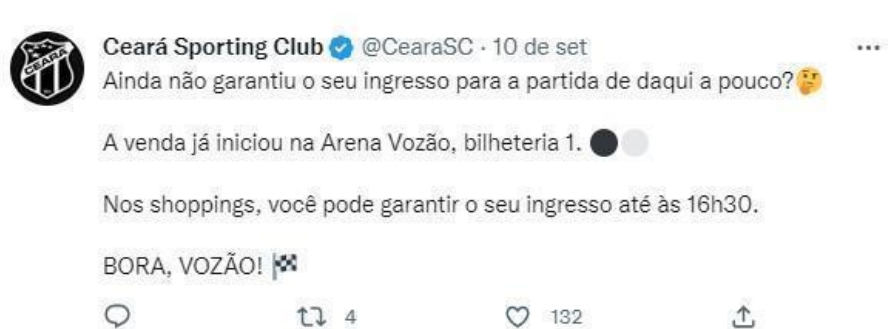 Ceará Sporting Club @CearaSC · 10 de set
Ainda não garantiu o seu ingresso para a partida de daqui a pouco?🤔
A venda já iniciou na Arena Vozão, bilheteria 1. ⚫⚪
Nos shoppings, você pode garantir o seu ingresso até às 16h30.
BORA, VOZÃO! 🏁
4 132
CEARÁ